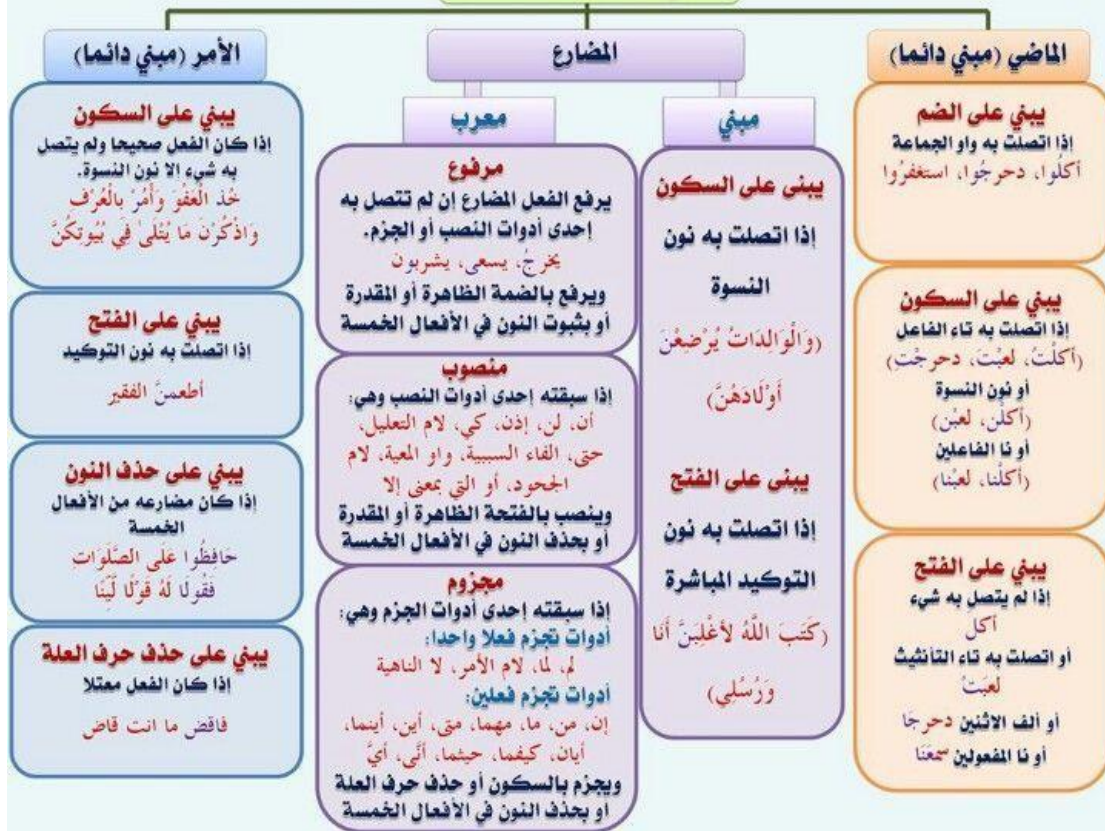 الماضي (مبني دائما)
يبني على الضم
إذا اتصلت به واو الجماعة
أكلُوا، دحرجُوا، استغفرُوا
يبني على السكون
إذا اتصلت به تاء الفاعل
(أكلْتُ، لعبْتَ، دحرجْت)
أو نون النسوة
(أكلْن، لعبْن)
أو نا الفاعلين
(أكلْنا، لعبْنا)
يبني على الفتح
إذا لم يتصل به شيء
أكل
أو اتصلت به تاء التأنثيث
لعبَتْ
أو ألف الاثنين دحرجَا
أو نا المفعولين سمعَنَا
المضارع
مبني
يبنى على السكون
إذا اتصلت به نون
النسوة
(وَالْوَالدَاتُ يُرْضِعْنَ
أَوْلَادَهُنَّ)
يبنى على الفتح
إذا اتصلت به نون
التوكيد المباشرة
(كَتَبَ اللَّهُ لأَغْلِبَنَّ أَنَا
وَرُسُلِي)
معرب
مرفوع
يرفع الفعل المضارع إن لم تتصل به
إحدى أدوات النصب أو الجزم.
يخرجُ، يسعى، يشربون
ويرفع بالضمة الظاهرة أو المقدرة
أو بثبوت النون في الأفعال الخمسة
منصوب
إذا سبقته إحدى أدوات النصب وهي:
أن، لن، إذن، كي، لام التعليل،
حتى، الفاء السببية، واو المعية، لام
الجحود، أو التي بمعنى إلا
وينصب بالفتحة الظاهرة أو المقدرة
أو بحذف النون في الأفعال الخمسة
مجزوم
إذا سبقته إحدى أدوات الجزم وهي:
أدوات تجزم فعلا واحدا:
لم، لما، لام الأمر، لا الناهية
أدوات تجزم فعلين:
إن، من، ما، مهما، متى، أين، أينما،
أيان، كيفما، حيثما، أنَّى، أيَّ
ويجزم بالسكون أو حذف حرف العلة
او بحذف النون في الأفعال الخمسة
الأمر (مبني دائما)
يبني على السكون
إذا كان الفعل صحيحا ولم يتصل
به شيء الا نون النسوة.
خُذ الْعَفْوَ وَأْمُرْ بالْعُرْف
وَاذْكُرْنَ مَا يُتْلَىٰ فِي بُيُوتكُنَّ
يبني على الفتح
إذا اتصلت به نون التوكيد
أطعمنَّ الفقير
يبني على حذف النون
إذا كان مضارعه من الأفعال
الخمسة
حَافظُوا عَلَى الصَّلَوَات
فَقُولَا لَهُ قَوْلًا لَّيِّنًا
يبني على حذف حرف العلة
إذا كان الفعل معتلا
فاقض ما انت قاض